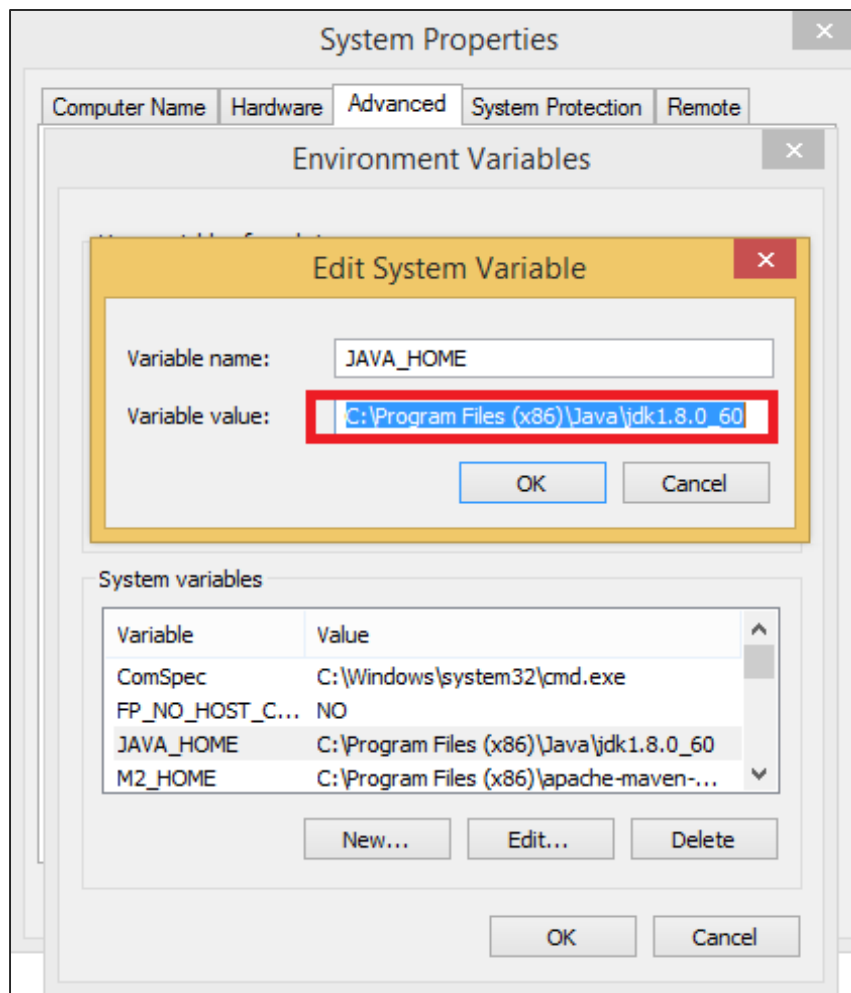 System Properties
Computer Name Hardware Advanced System Protection Remote
Environment Variables
Edit System Variable
Variable name: JAVA_HOME
Variable value: C:\Program Files (x86)\Java\jdk1.8.0_60
OK Cancel
System variables
Variable Value
ComSpec C:\Windows\system32\cmd.exe
FP_NO_HOST_C... NO
JAVA_HOME C:\Program Files (x86)\Java\jdk1.8.0_60
M2_HOME C:\Program Files (x86)\apache-maven-...
New... Edit... Delete
OK Cancel